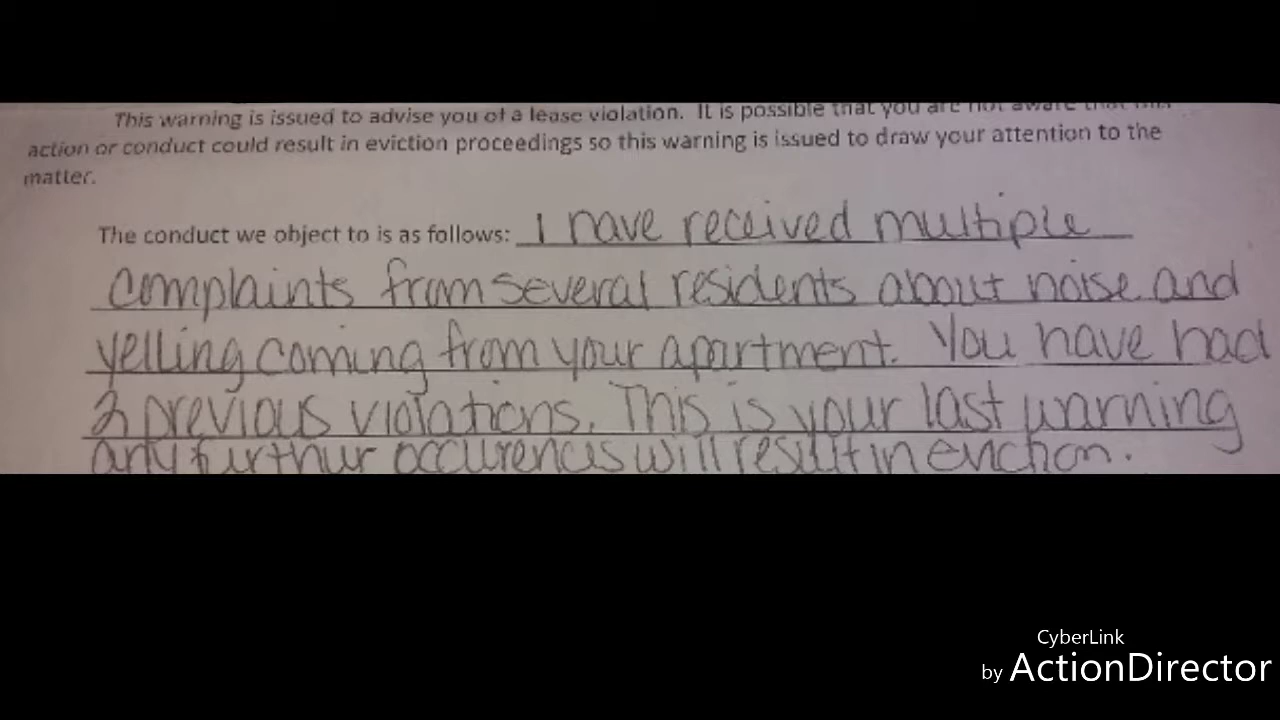 This warning is issued to advise you of a lease violation. It is possible that you are not aware that this
action or conduct could result in eviction proceedings so this warning is issued to draw your attention to the
matter.
The conduct we object to is as follows: I have received multiple
complaints from several residents about noise and
yelling coming from your apartment. You have had
2 previous violations. This is your last warning
any furthur occurences will result in eviction.
CyberLink
by ActionDirector